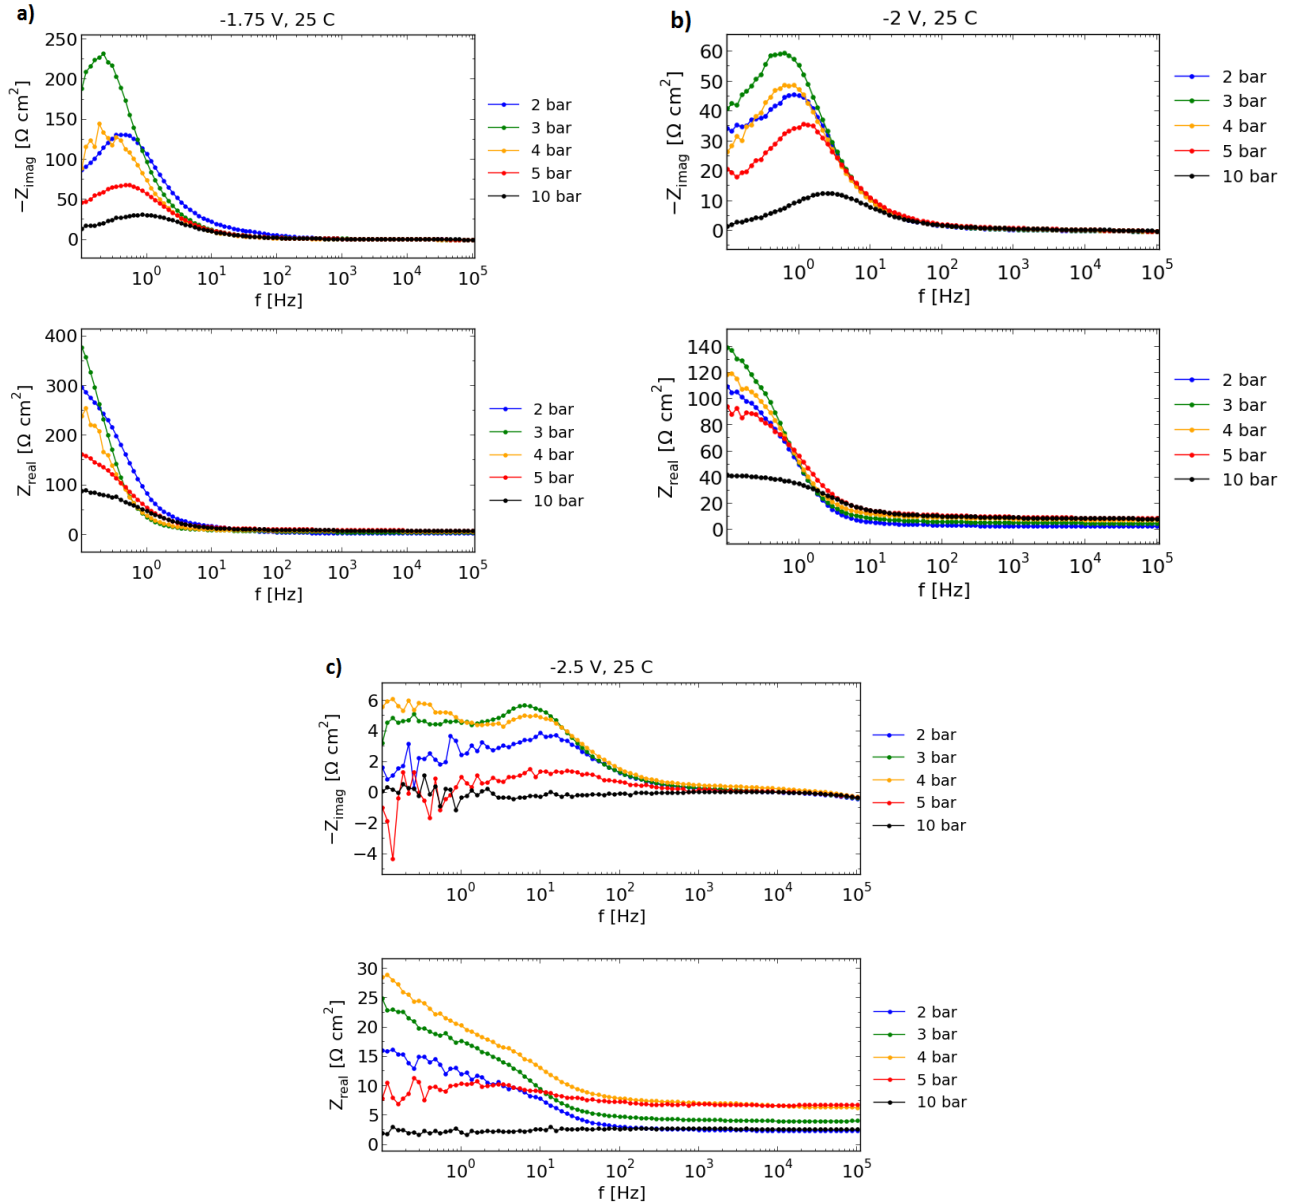 a)
-1.75 V, 25 C
250
200
150
100
50
0
−Zimag [Ω cm²]
10⁰ 10¹ 10² 10³ 10⁴ 10⁵
f [Hz]
2 bar
3 bar
4 bar
5 bar
10 bar
400
300
200
100
0
Zreal [Ω cm²]
10⁰ 10¹ 10² 10³ 10⁴ 10⁵
f [Hz]
2 bar
3 bar
4 bar
5 bar
10 bar
b)
-2 V, 25 C
60
50
40
30
20
10
0
−Zimag [Ω cm²]
10⁰ 10¹ 10² 10³ 10⁴ 10⁵
f [Hz]
2 bar
3 bar
4 bar
5 bar
10 bar
140
120
100
80
60
40
20
0
Zreal [Ω cm²]
10⁰ 10¹ 10² 10³ 10⁴ 10⁵
f [Hz]
2 bar
3 bar
4 bar
5 bar
10 bar
c)
-2.5 V, 25 C
6
4
2
0
−2
−4
−Zimag [Ω cm²]
10⁰ 10¹ 10² 10³ 10⁴ 10⁵
f [Hz]
2 bar
3 bar
4 bar
5 bar
10 bar
30
25
20
15
10
5
0
Zreal [Ω cm²]
10⁰ 10¹ 10² 10³ 10⁴ 10⁵
f [Hz]
2 bar
3 bar
4 bar
5 bar
10 bar